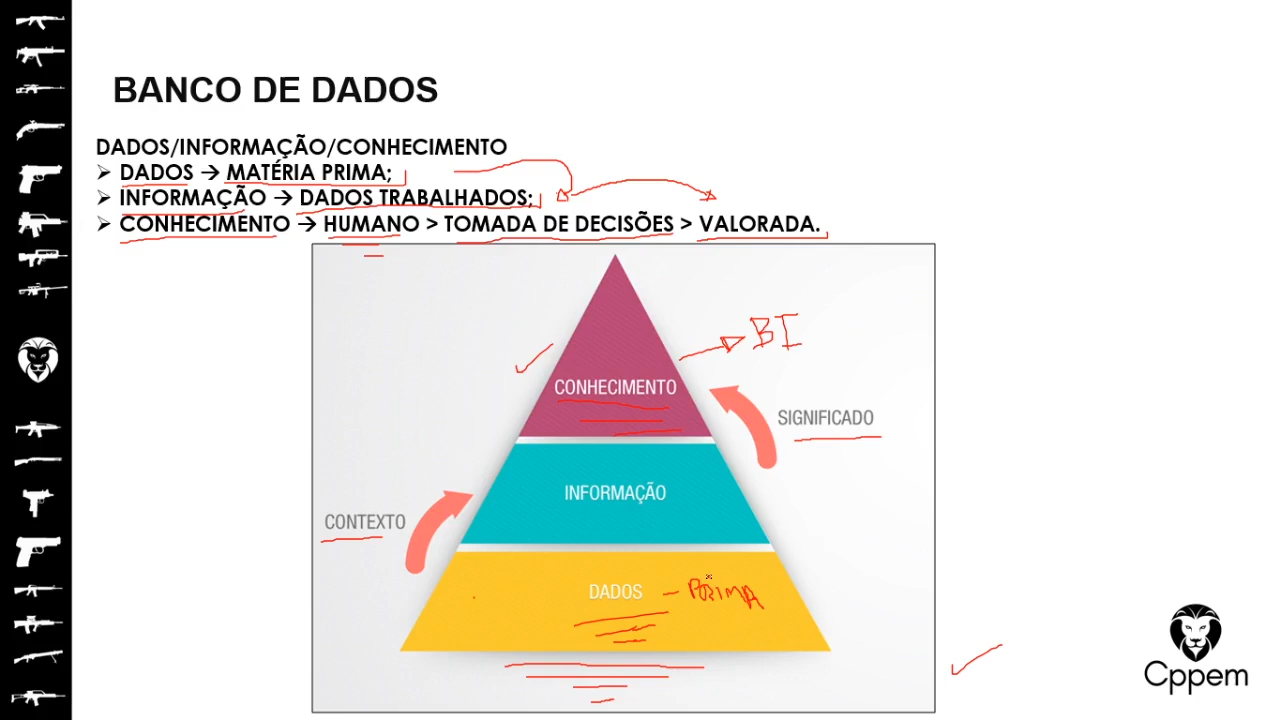 BANCO DE DADOS
DADOS/INFORMAÇÃO/CONHECIMENTO
➢ DADOS → MATÉRIA PRIMA;
➢ INFORMAÇÃO → DADOS TRABALHADOS;
➢ CONHECIMENTO → HUMANO > TOMADA DE DECISÕES > VALORADA.
BI
CONHECIMENTO
SIGNIFICADO
INFORMAÇÃO
CONTEXTO
DADOS - PRIMA
Cppem